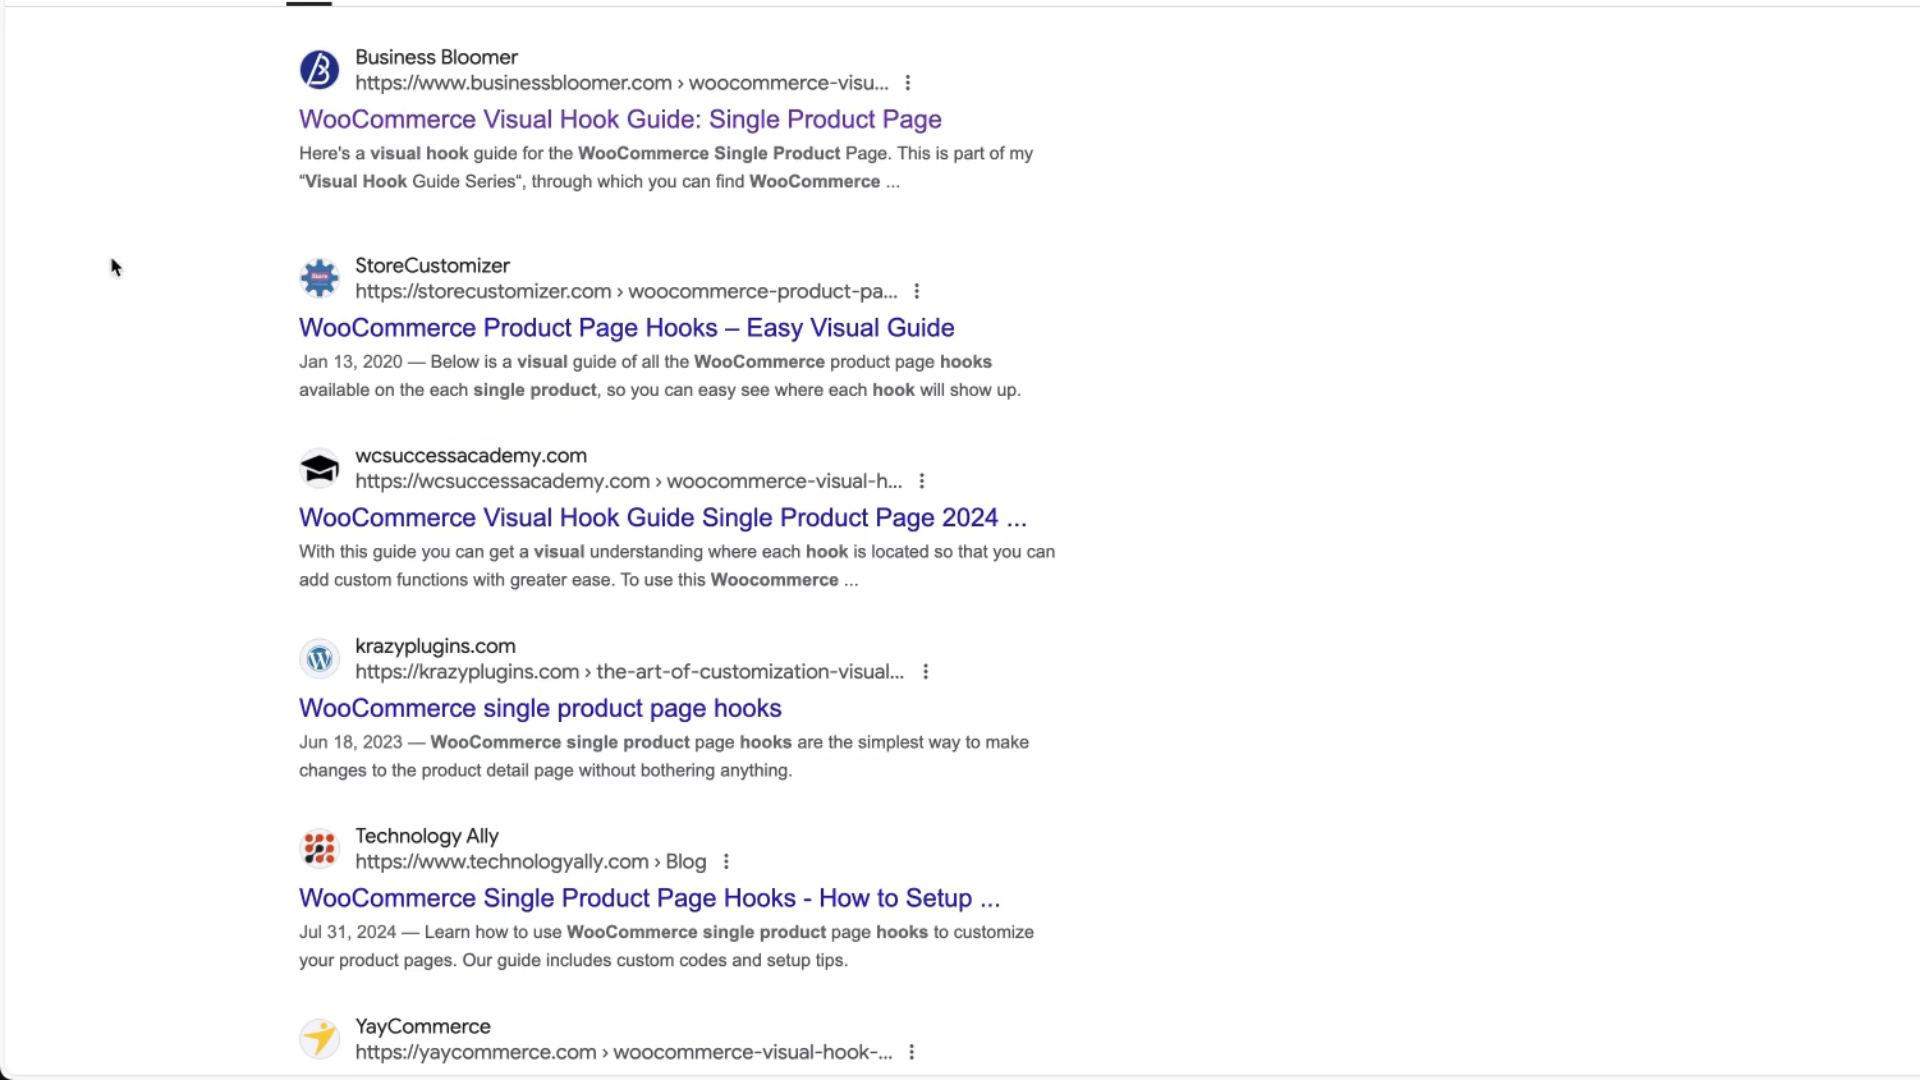 Business Bloomer
https://www.businessbloomer.com › woocommerce-visu...
WooCommerce Visual Hook Guide: Single Product Page
Here's a visual hook guide for the WooCommerce Single Product Page. This is part of my
“Visual Hook Guide Series“, through which you can find WooCommerce ...
StoreCustomizer
https://storecustomizer.com › woocommerce-product-pa...
WooCommerce Product Page Hooks – Easy Visual Guide
Jan 13, 2020 — Below is a visual guide of all the WooCommerce product page hooks
available on the each single product, so you can easy see where each hook will show up.
wcsuccessacademy.com
https://wcsuccessacademy.com › woocommerce-visual-h...
WooCommerce Visual Hook Guide Single Product Page 2024 ...
With this guide you can get a visual understanding where each hook is located so that you can
add custom functions with greater ease. To use this Woocommerce ...
krazyplugins.com
https://krazyplugins.com › the-art-of-customization-visual...
WooCommerce single product page hooks
Jun 18, 2023 — WooCommerce single product page hooks are the simplest way to make
changes to the product detail page without bothering anything.
Technology Ally
https://www.technologyally.com › Blog
WooCommerce Single Product Page Hooks - How to Setup ...
Jul 31, 2024 — Learn how to use WooCommerce single product page hooks to customize
your product pages. Our guide includes custom codes and setup tips.
YayCommerce
https://yaycommerce.com › woocommerce-visual-hook-...